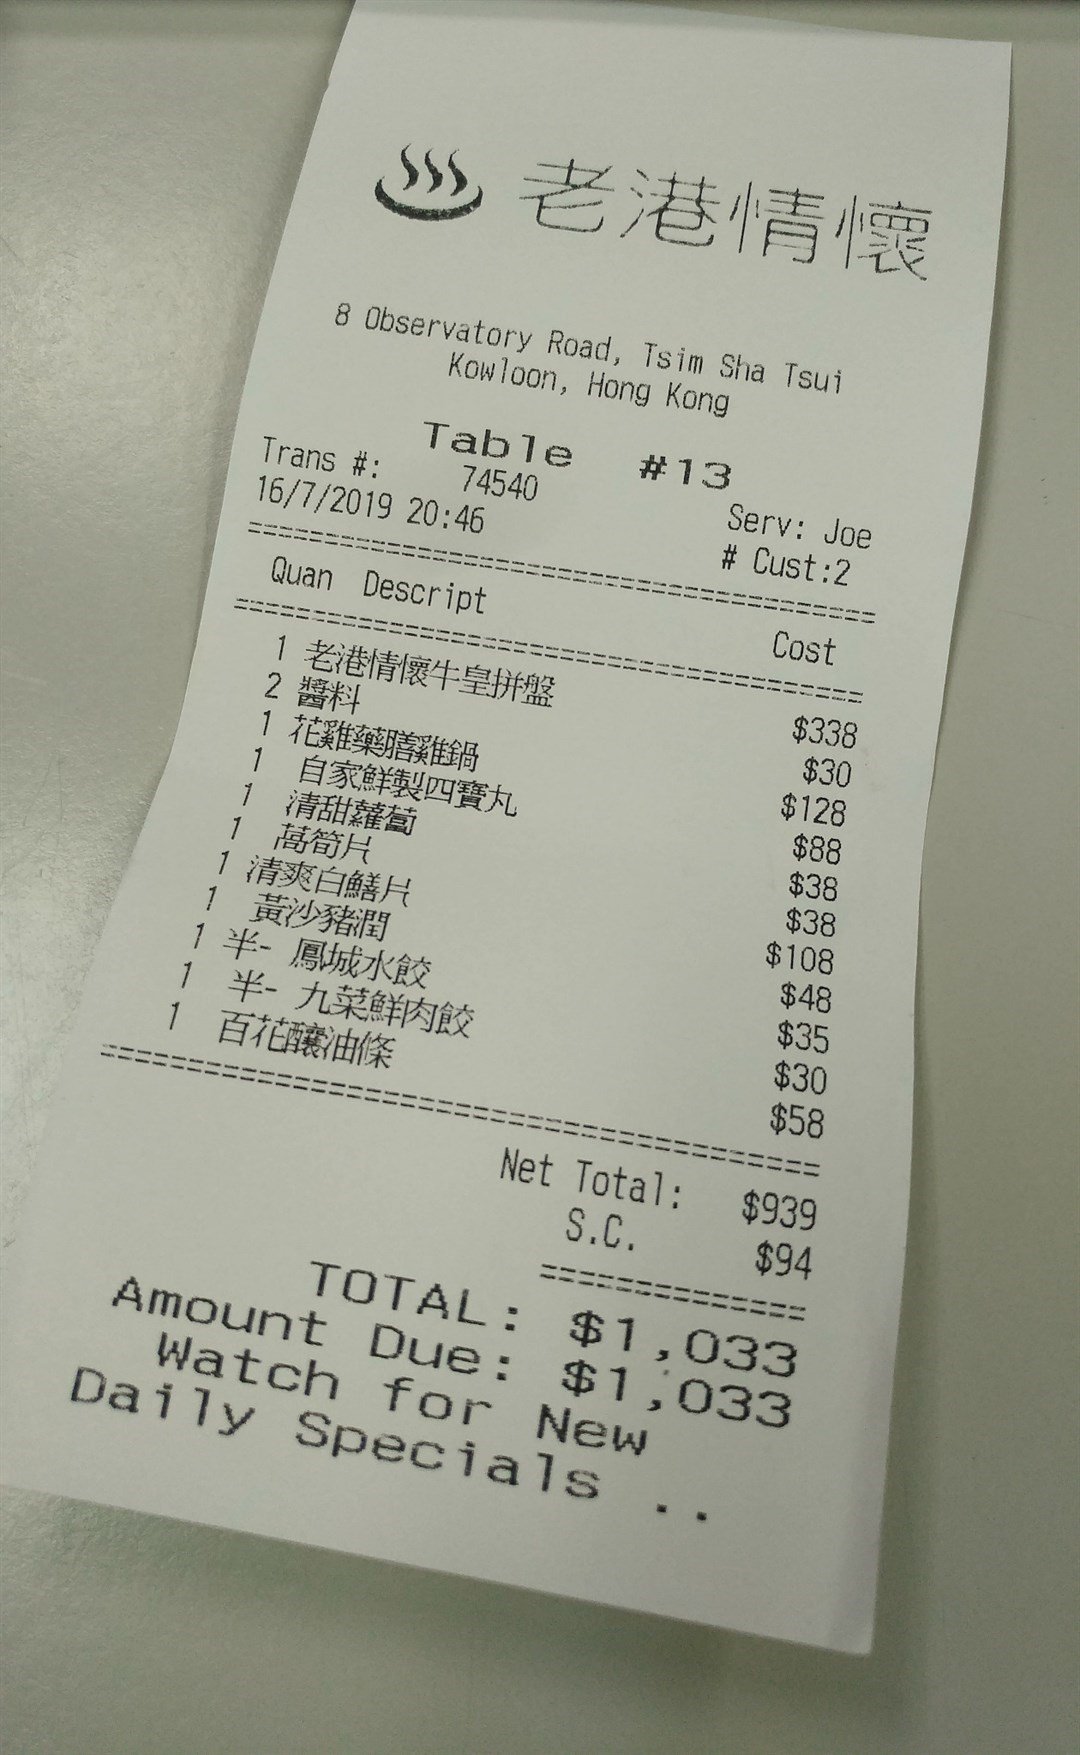 ♨ 老港情懷
8 Observatory Road, Tsim Sha Tsui
Kowloon, Hong Kong
Table #13
Trans #: 74540 Serv: Joe
16/7/2019 20:46 # Cust:2
Quan Descript Cost
1 老港情懷牛皇拼盤 $338
2 醬料 $30
1 花雞藥膳雞鍋 $128
1 自家鮮製四寶丸 $88
1 清甜蘿蔔 $38
1 萵筍片 $38
1 清爽白鱔片 $108
1 黃沙豬潤 $48
1 半- 鳳城水餃 $35
1 半- 九菜鮮肉餃 $30
1 百花釀油條 $58
Net Total: $939
S.C. $94
TOTAL: $1,033
Amount Due: $1,033
Watch for New
Daily Specials ..